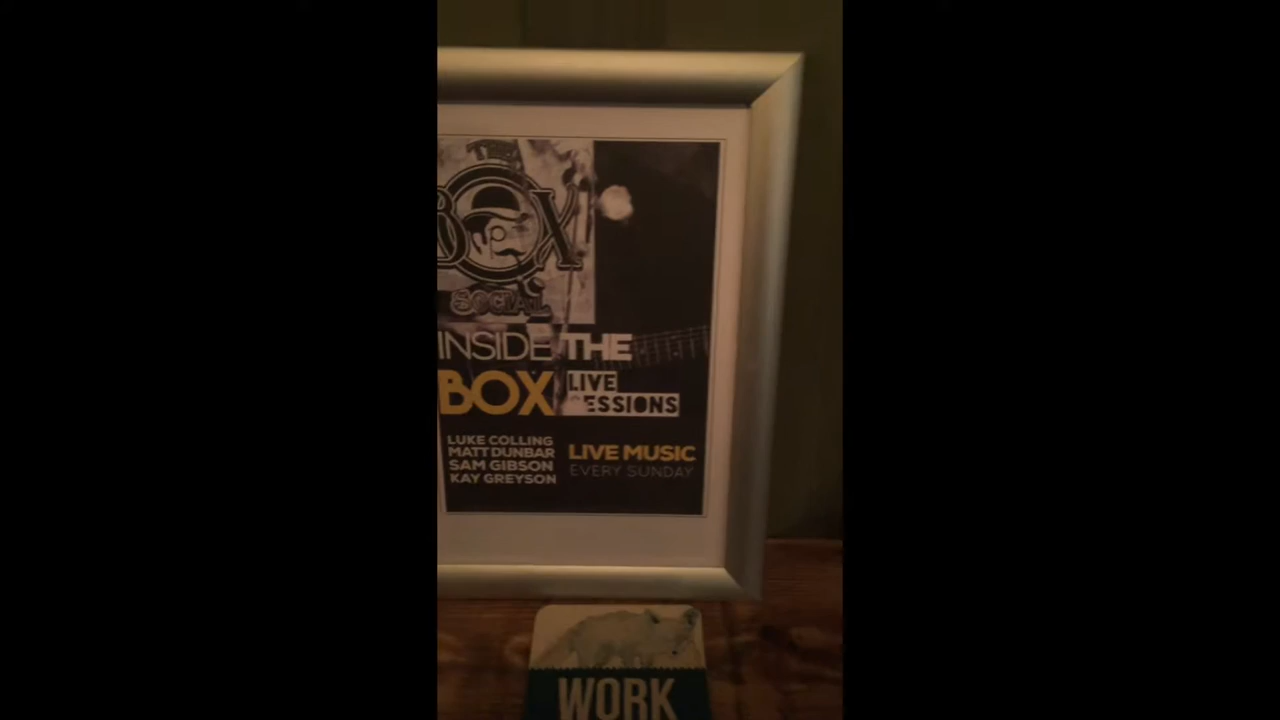 THE
BOX
SOCIAL
INSIDE THE
BOX LIVE
ESSIONS
LUKE COLLING
MATT DUNBAR
SAM GIBSON
KAY GREYSON
LIVE MUSIC
EVERY SUNDAY
WORK